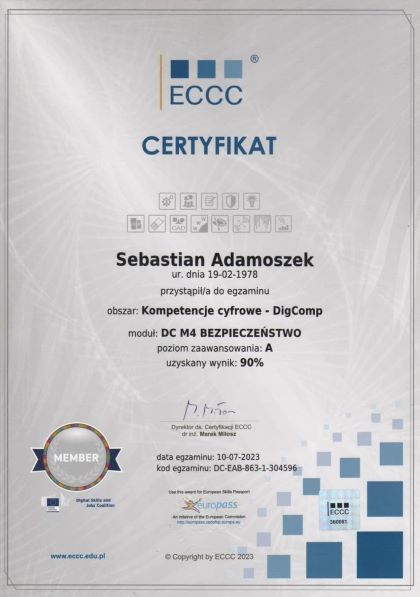 ECCC®
CERTYFIKAT
CAD
Sebastian Adamoszek
ur. dnia 19-02-1978
przystąpił/a do egzaminu
obszar: Kompetencje cyfrowe - DigComp
moduł: DC M4 BEZPIECZEŃSTWO
poziom zaawansowania: A
uzyskany wynik: 90%
Dyrektor ds. Certyfikacji ECCC
dr inż. Marek Miłosz
data egzaminu: 10-07-2023
kod egzaminu: DC-EAB-863-1-304596
MEMBER
Digital Skills and
Jobs Coalition
Use this award for European Skills Passport
europass
An initiative of the European Commission
http://europass.cedefop.europa.eu
ECCC
360081
www.eccc.edu.pl
© Copyright by ECCC 2023